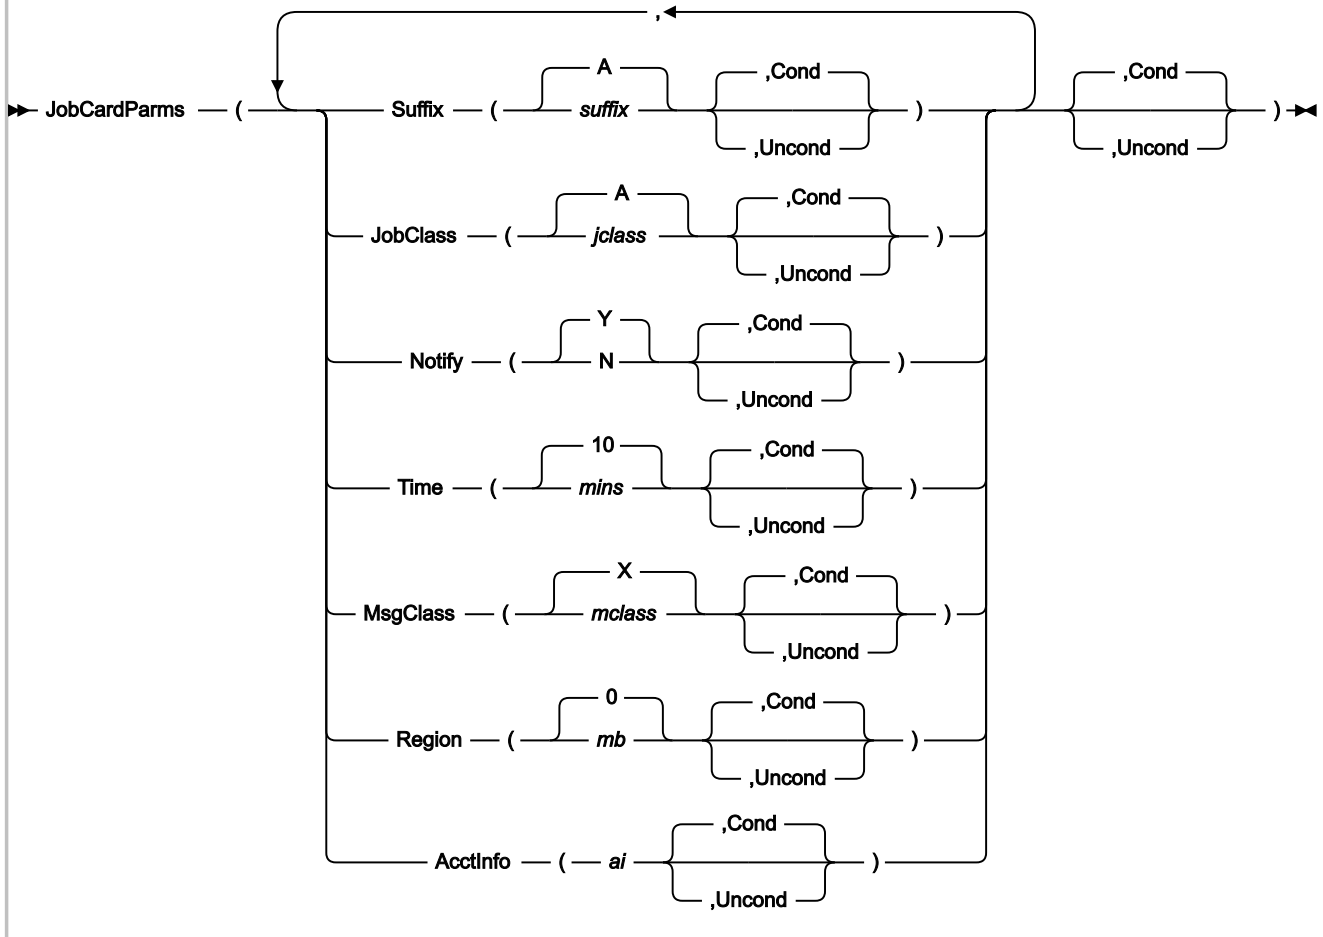 ,
A ,Cond ,Cond
JobCardParms ( Suffix ( suffix ) )
,Uncond ,Uncond
A ,Cond
JobClass ( jclass )
,Uncond
Y ,Cond
Notify ( N )
,Uncond
10 ,Cond
Time ( mins )
,Uncond
X ,Cond
MsgClass ( mclass )
,Uncond
0 ,Cond
Region ( mb )
,Uncond
,Cond
AcctInfo ( ai )
,Uncond